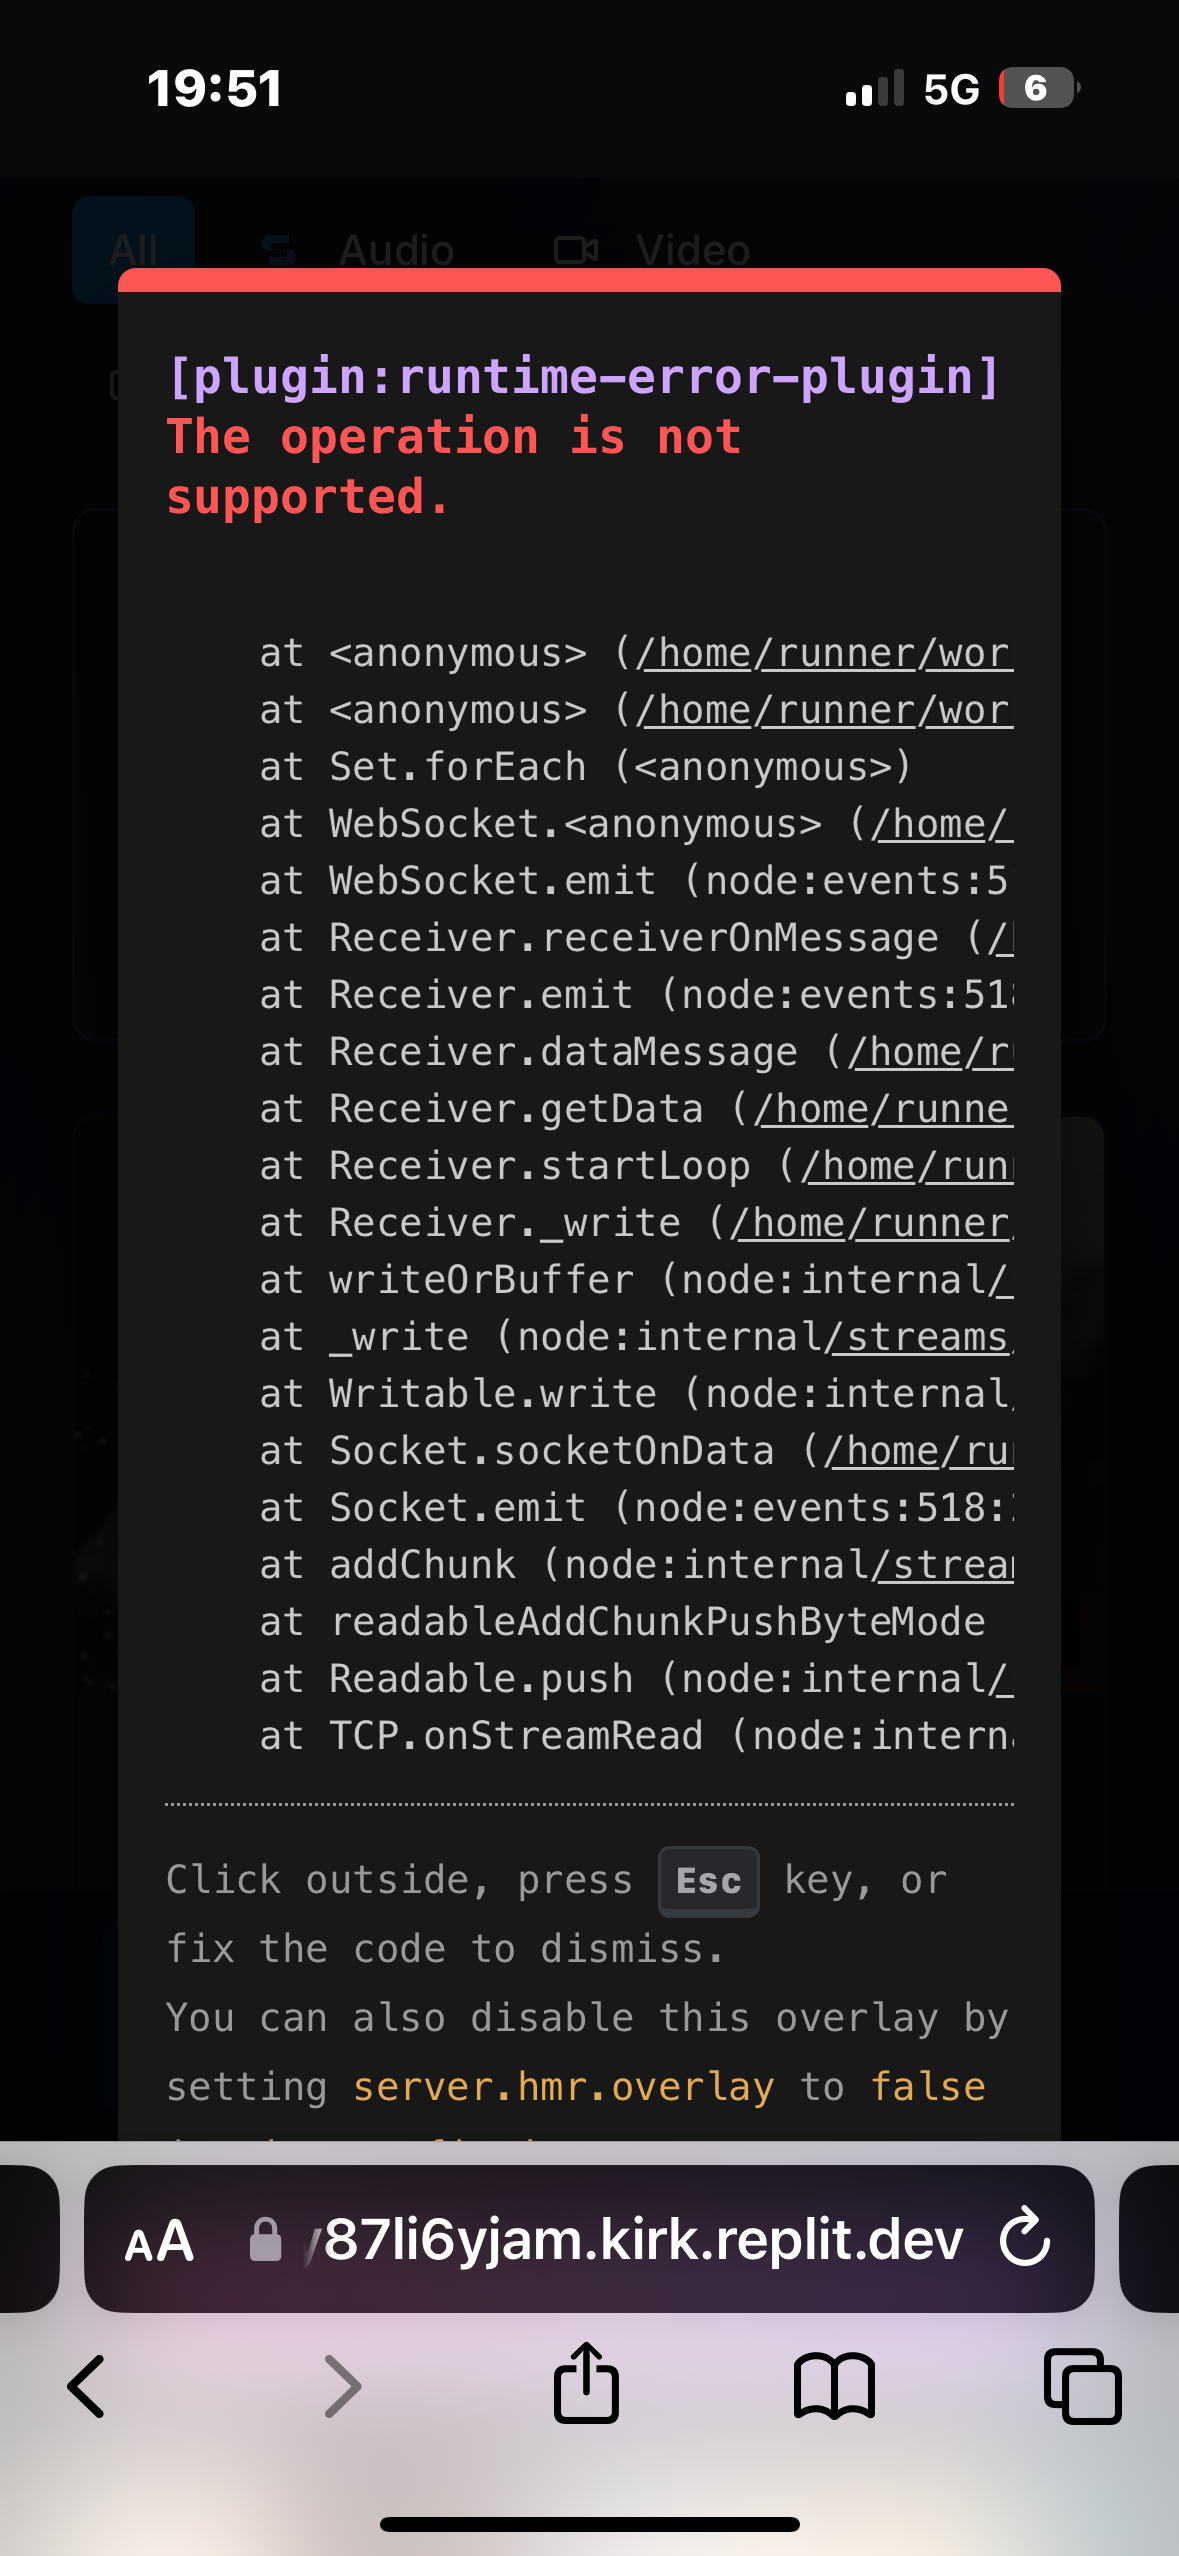 19:51
5G
6
All
Audio
Video
[plugin:runtime-error-plugin]
The operation is not
supported.
at <anonymous> (/home/runner/wor
at <anonymous> (/home/runner/wor
at Set.forEach (<anonymous>)
at WebSocket.<anonymous> (/home/
at WebSocket.emit (node:events:5
at Receiver.receiverOnMessage (/
at Receiver.emit (node:events:518
at Receiver.dataMessage (/home/ru
at Receiver.getData (/home/runne
at Receiver.startLoop (/home/run
at Receiver._write (/home/runner/
at writeOrBuffer (node:internal/
at _write (node:internal/streams/
at Writable.write (node:internal/
at Socket.socketOnData (/home/ru
at Socket.emit (node:events:518:
at addChunk (node:internal/strea
at readableAddChunkPushByteMode
at Readable.push (node:internal/
at TCP.onStreamRead (node:intern
Click outside, press Esc key, or
fix the code to dismiss.
You can also disable this overlay by
setting server.hmr.overlay to false
AA
/87li6yjam.kirk.replit.dev